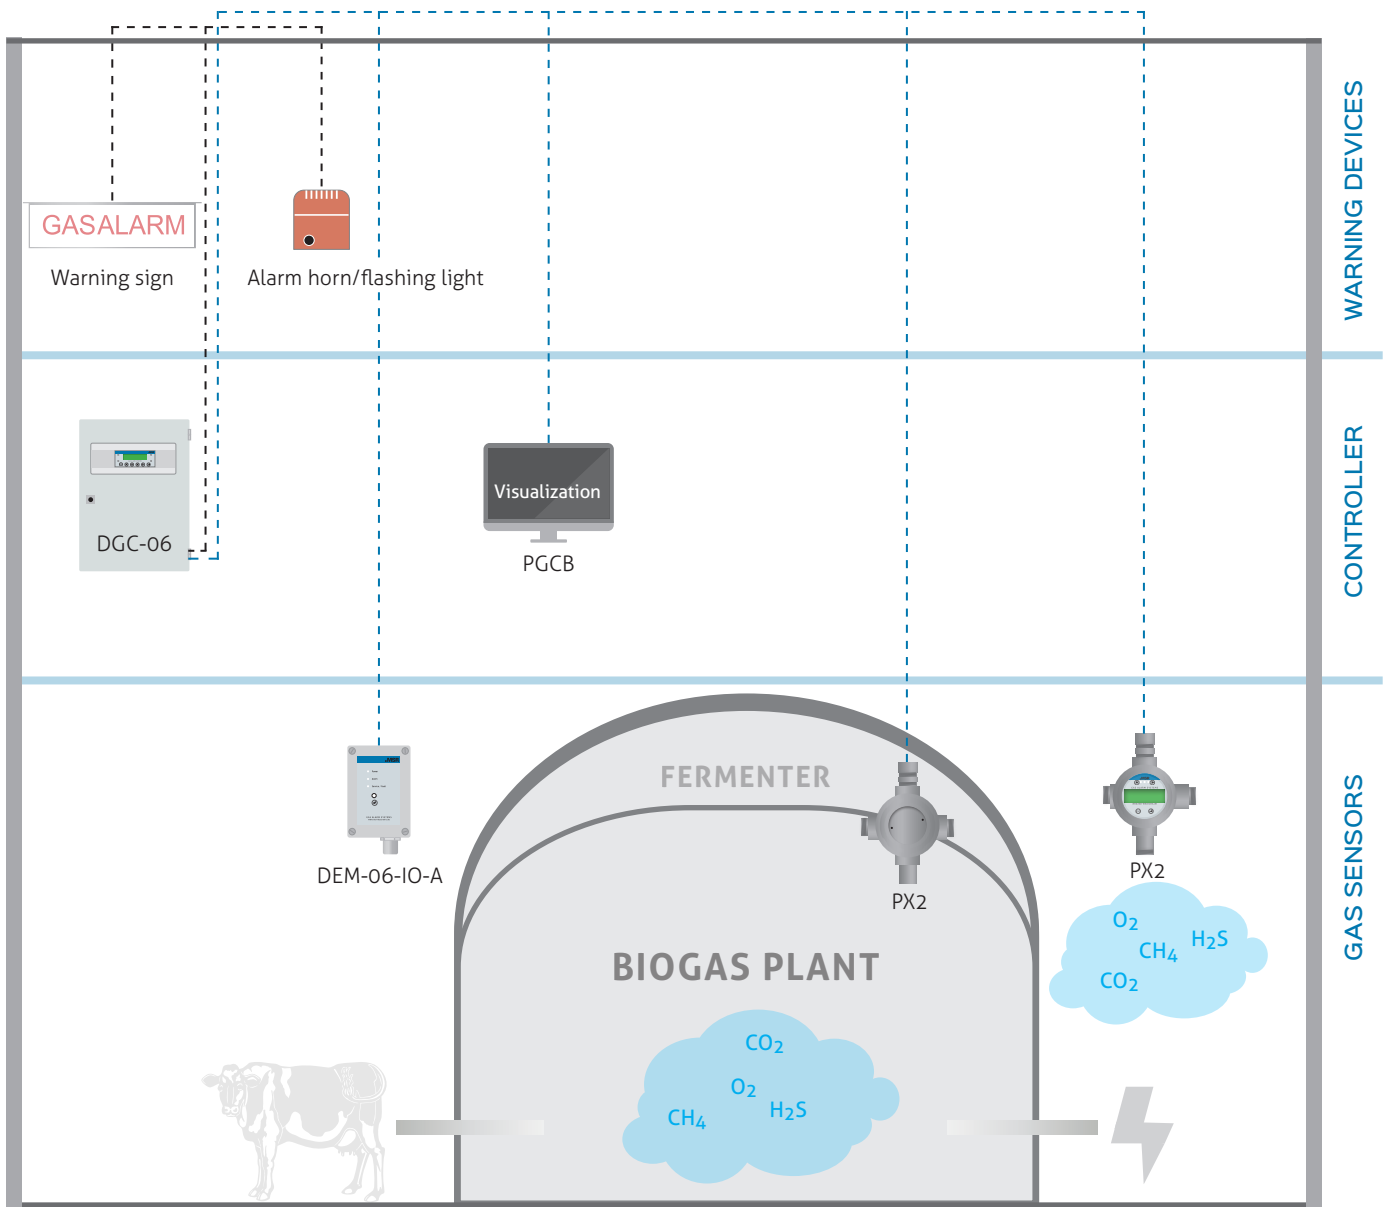 WARNING DEVICES
GASALARM
Warning sign
Alarm horn/flashing light
CONTROLLER
DGC-06
Visualization
PGCB
GAS SENSORS
FERMENTER
DEM-06-IO-A
PX2
PX2
O2
CH4
H2S
CO2
BIOGAS PLANT
CO2
O2
CH4
H2S